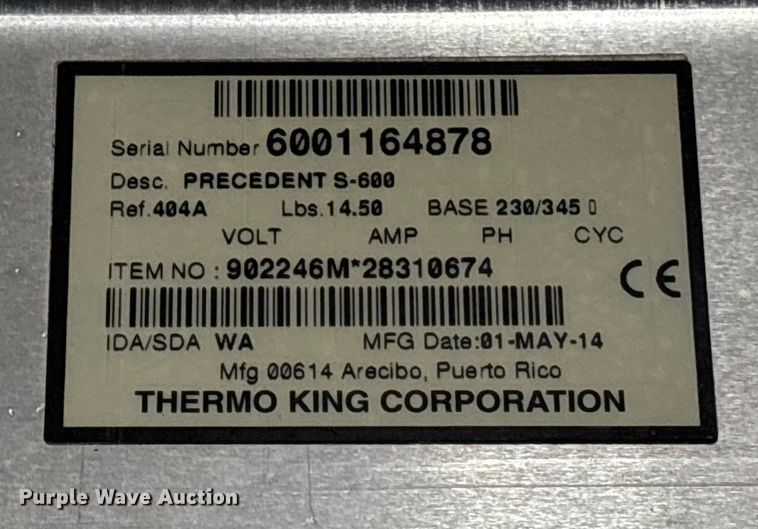 Serial Number 6001164878
Desc. PRECEDENT S-600
Ref.404A Lbs.14.50 BASE 230/345 ▯
VOLT AMP PH CYC
ITEM NO : 902246M*28310674
CE
IDA/SDA WA MFG Date:01-MAY-14
Mfg 00614 Arecibo, Puerto Rico
THERMO KING CORPORATION
Purple Wave Auction